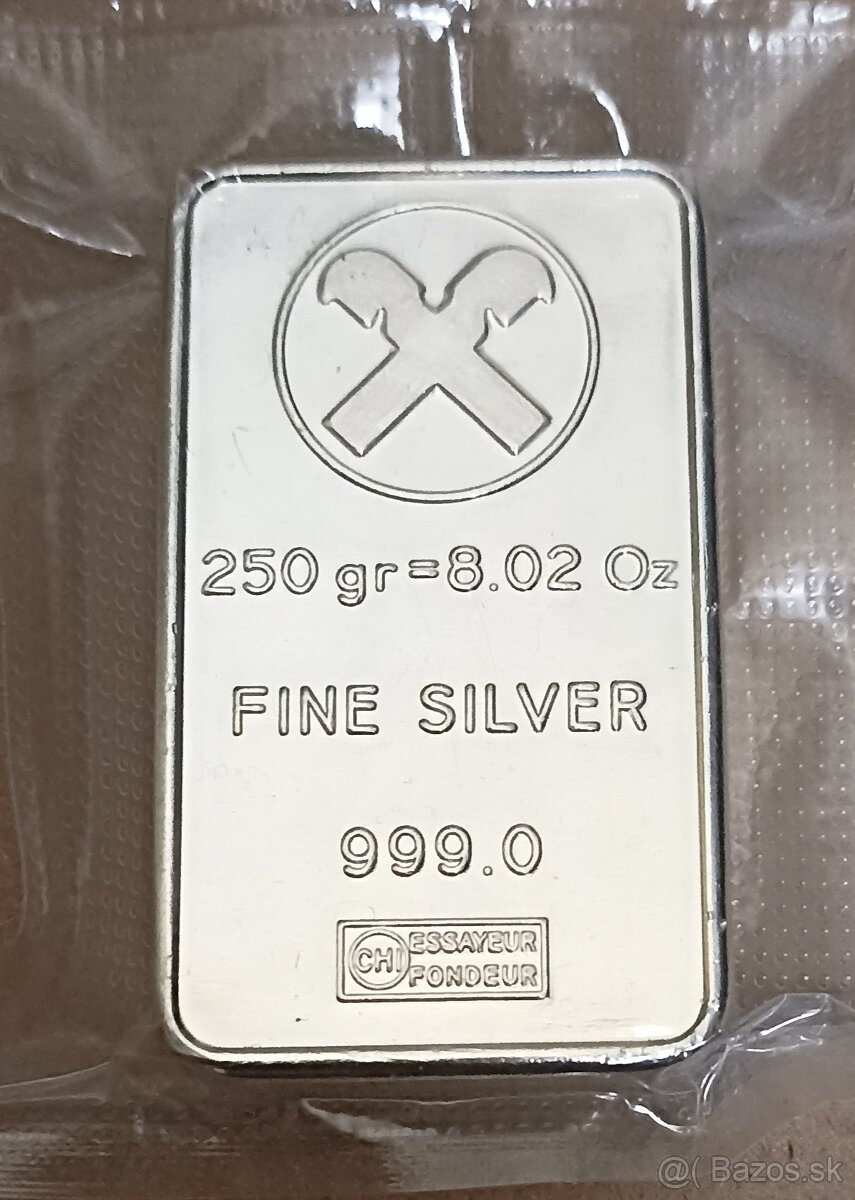 250 gr=8.02 Oz
FINE SILVER
999.0
CHI ESSAYEUR
FONDEUR
@( Bazos.sk